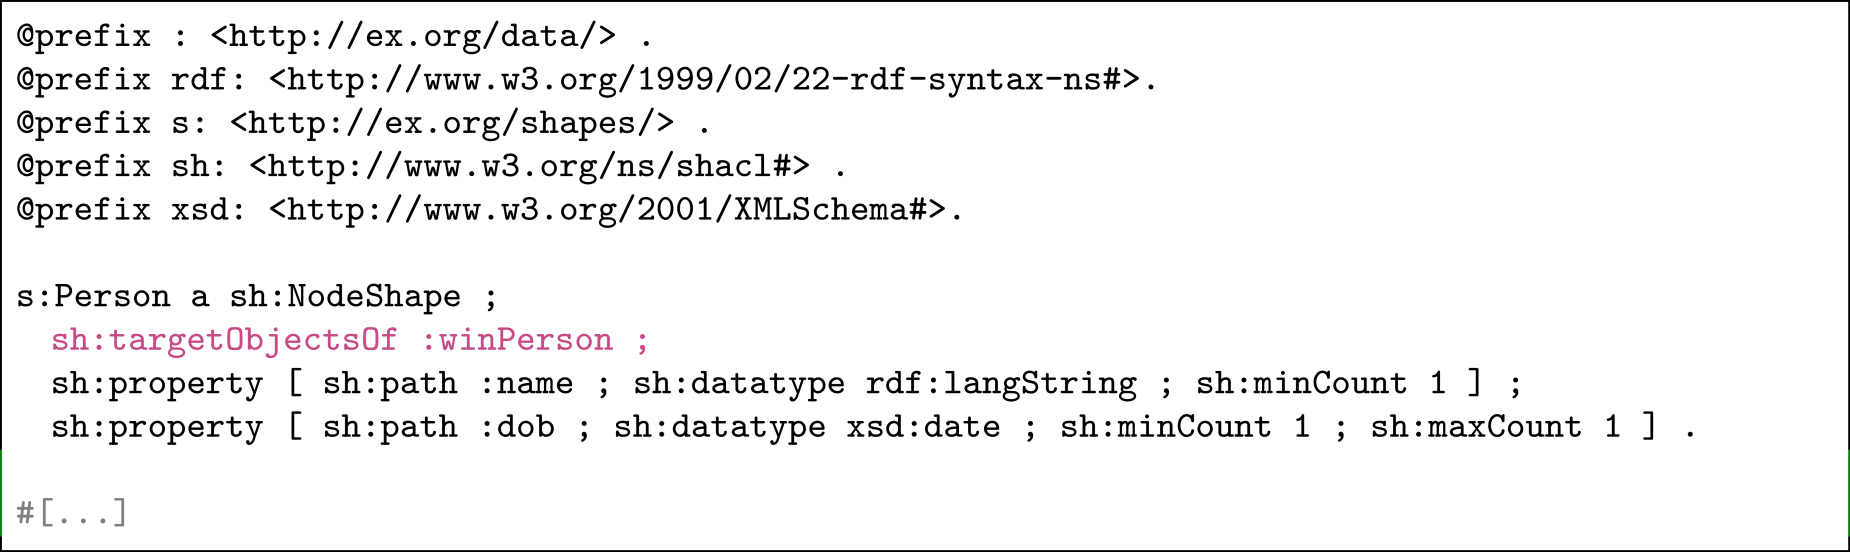 @prefix : <http://ex.org/data/> .
@prefix rdf: <http://www.w3.org/1999/02/22-rdf-syntax-ns#>.
@prefix s: <http://ex.org/shapes/> .
@prefix sh: <http://www.w3.org/ns/shacl#> .
@prefix xsd: <http://www.w3.org/2001/XMLSchema#>.

s:Person a sh:NodeShape ;
  sh:targetObjectsOf :winPerson ;
  sh:property [ sh:path :name ; sh:datatype rdf:langString ; sh:minCount 1 ] ;
  sh:property [ sh:path :dob ; sh:datatype xsd:date ; sh:minCount 1 ; sh:maxCount 1 ] .

#[...]